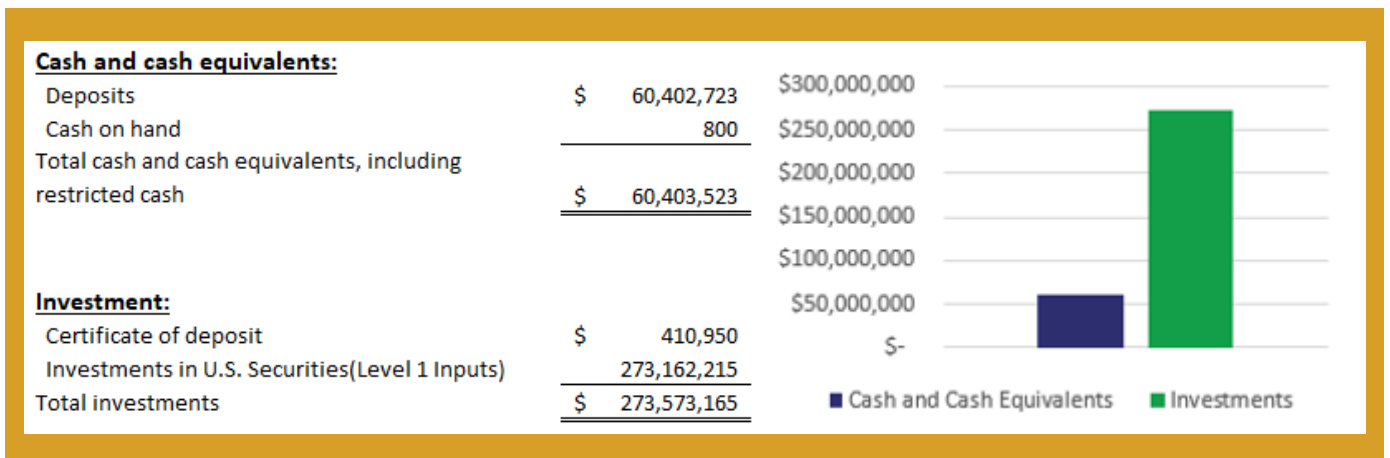 Cash and cash equivalents:
Deposits $ 60,402,723
Cash on hand 800
Total cash and cash equivalents, including
restricted cash $ 60,403,523
Investment:
Certificate of deposit $ 410,950
Investments in U.S. Securities(Level 1 Inputs) 273,162,215
Total investments $ 273,573,165
$300,000,000
$250,000,000
$200,000,000
$150,000,000
$100,000,000
$50,000,000
$-
Cash and Cash Equivalents Investments